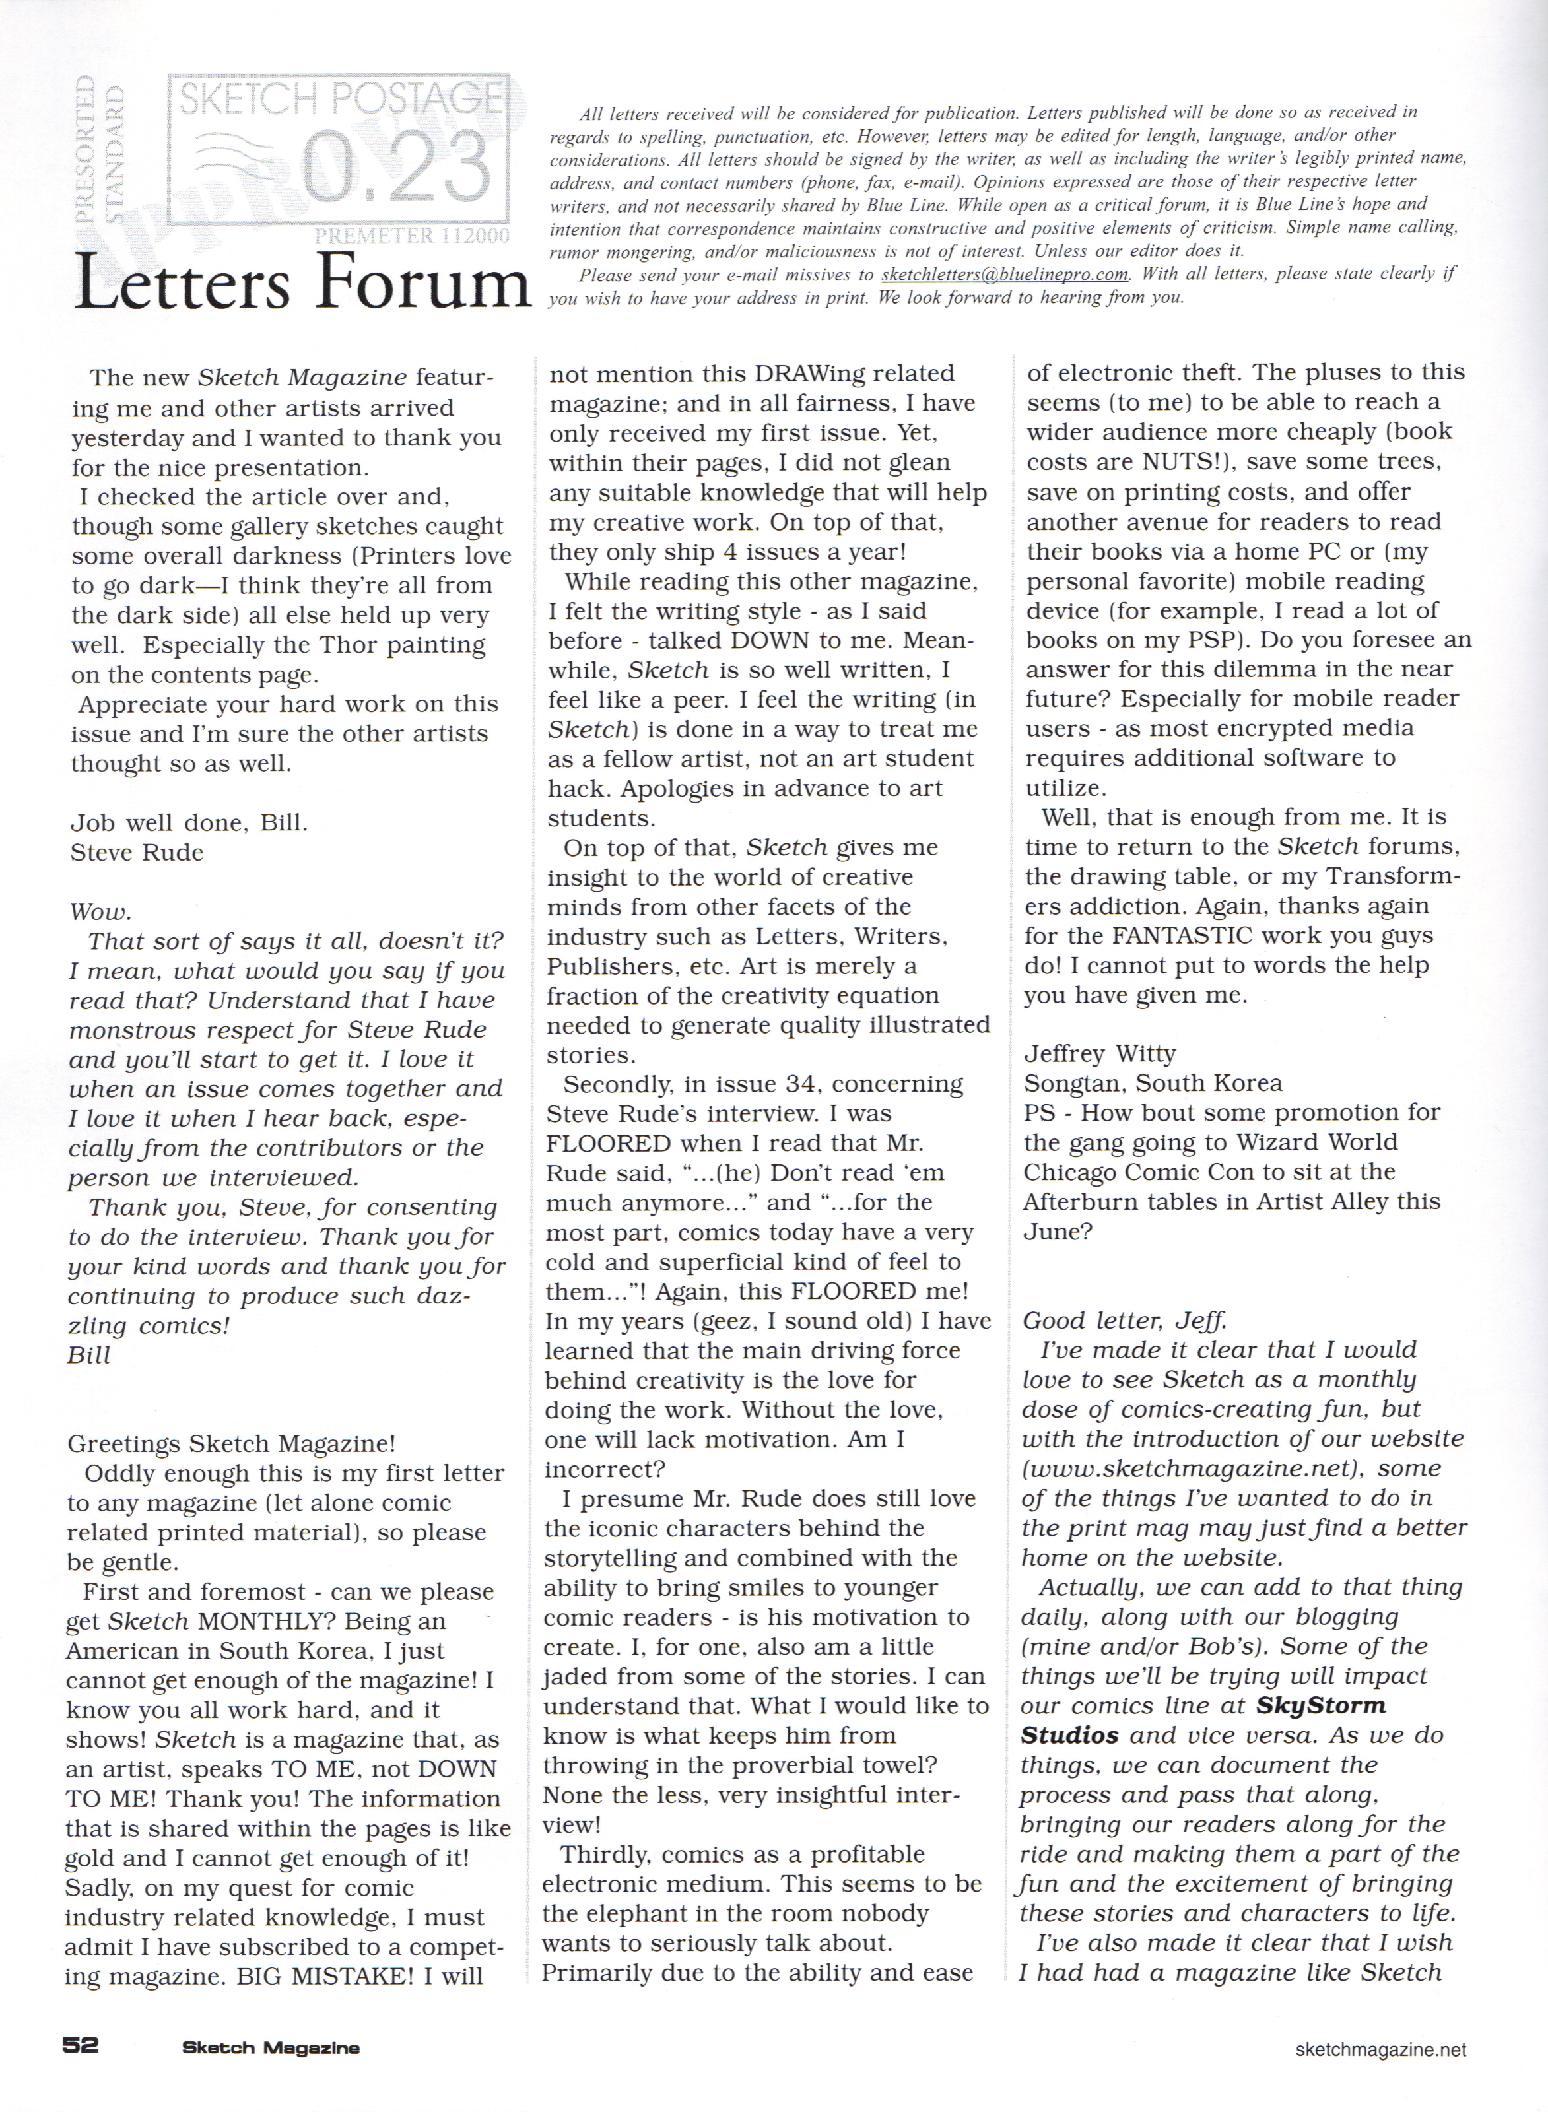 PRESORTED
STANDARD
SKETCH POSTAGE
0.23
APPROVED
PREMETER 112000
Letters Forum
All letters received will be considered for publication. Letters published will be done so as received in
regards to spelling, punctuation, etc. However, letters may be edited for length, language, and/or other
considerations. All letters should be signed by the writer, as well as including the writer's legibly printed name,
address, and contact numbers (phone, fax, e-mail). Opinions expressed are those of their respective letter
writers, and not necessarily shared by Blue Line. While open as a critical forum, it is Blue Line's hope and
intention that correspondence maintains constructive and positive elements of criticism. Simple name calling,
rumor mongering, and/or maliciousness is not of interest. Unless our editor does it.
Please send your e-mail missives to sketchletters@bluelinepro.com. With all letters, please state clearly if
you wish to have your address in print. We look forward to hearing from you.
The new Sketch Magazine featur-
ing me and other artists arrived
yesterday and I wanted to thank you
for the nice presentation.
I checked the article over and,
though some gallery sketches caught
some overall darkness (Printers love
to go dark—I think they're all from
the dark side) all else held up very
well. Especially the Thor painting
on the contents page.
Appreciate your hard work on this
issue and I'm sure the other artists
thought so as well.
Job well done, Bill.
Steve Rude
Wow.
That sort of says it all, doesn't it?
I mean, what would you say if you
read that? Understand that I have
monstrous respect for Steve Rude
and you'll start to get it. I love it
when an issue comes together and
I love it when I hear back, espe-
cially from the contributors or the
person we interviewed.
Thank you, Steve, for consenting
to do the interview. Thank you for
your kind words and thank you for
continuing to produce such daz-
zling comics!
Bill
Greetings Sketch Magazine!
Oddly enough this is my first letter
to any magazine (let alone comic
related printed material), so please
be gentle.
First and foremost - can we please
get Sketch MONTHLY? Being an
American in South Korea, I just
cannot get enough of the magazine! I
know you all work hard, and it
shows! Sketch is a magazine that, as
an artist, speaks TO ME, not DOWN
TO ME! Thank you! The information
that is shared within the pages is like
gold and I cannot get enough of it!
Sadly, on my quest for comic
industry related knowledge, I must
admit I have subscribed to a compet-
ing magazine. BIG MISTAKE! I will
not mention this DRAWing related
magazine; and in all fairness, I have
only received my first issue. Yet,
within their pages, I did not glean
any suitable knowledge that will help
my creative work. On top of that,
they only ship 4 issues a year!
While reading this other magazine,
I felt the writing style - as I said
before - talked DOWN to me. Mean-
while, Sketch is so well written, I
feel like a peer. I feel the writing (in
Sketch) is done in a way to treat me
as a fellow artist, not an art student
hack. Apologies in advance to art
students.
On top of that, Sketch gives me
insight to the world of creative
minds from other facets of the
industry such as Letters, Writers,
Publishers, etc. Art is merely a
fraction of the creativity equation
needed to generate quality illustrated
stories.
Secondly, in issue 34, concerning
Steve Rude's interview. I was
FLOORED when I read that Mr.
Rude said, “...(he) Don't read ‘em
much anymore...” and “...for the
most part, comics today have a very
cold and superficial kind of feel to
them...”! Again, this FLOORED me!
In my years (geez, I sound old) I have
learned that the main driving force
behind creativity is the love for
doing the work. Without the love,
one will lack motivation. Am I
incorrect?
I presume Mr. Rude does still love
the iconic characters behind the
storytelling and combined with the
ability to bring smiles to younger
comic readers - is his motivation to
create. I, for one, also am a little
jaded from some of the stories. I can
understand that. What I would like to
know is what keeps him from
throwing in the proverbial towel?
None the less, very insightful inter-
view!
Thirdly, comics as a profitable
electronic medium. This seems to be
the elephant in the room nobody
wants to seriously talk about.
Primarily due to the ability and ease
of electronic theft. The pluses to this
seems (to me) to be able to reach a
wider audience more cheaply (book
costs are NUTS!), save some trees,
save on printing costs, and offer
another avenue for readers to read
their books via a home PC or (my
personal favorite) mobile reading
device (for example, I read a lot of
books on my PSP). Do you foresee an
answer for this dilemma in the near
future? Especially for mobile reader
users - as most encrypted media
requires additional software to
utilize.
Well, that is enough from me. It is
time to return to the Sketch forums,
the drawing table, or my Transform-
ers addiction. Again, thanks again
for the FANTASTIC work you guys
do! I cannot put to words the help
you have given me.
Jeffrey Witty
Songtan, South Korea
PS - How bout some promotion for
the gang going to Wizard World
Chicago Comic Con to sit at the
Afterburn tables in Artist Alley this
June?
Good letter, Jeff.
I've made it clear that I would
love to see Sketch as a monthly
dose of comics-creating fun, but
with the introduction of our website
(www.sketchmagazine.net), some
of the things I've wanted to do in
the print mag may just find a better
home on the website.
Actually, we can add to that thing
daily, along with our blogging
(mine and/or Bob's). Some of the
things we'll be trying will impact
our comics line at SkyStorm
Studios and vice versa. As we do
things, we can document the
process and pass that along,
bringing our readers along for the
ride and making them a part of the
fun and the excitement of bringing
these stories and characters to life.
I've also made it clear that I wish
I had had a magazine like Sketch
52
Sketch Magazine
sketchmagazine.net